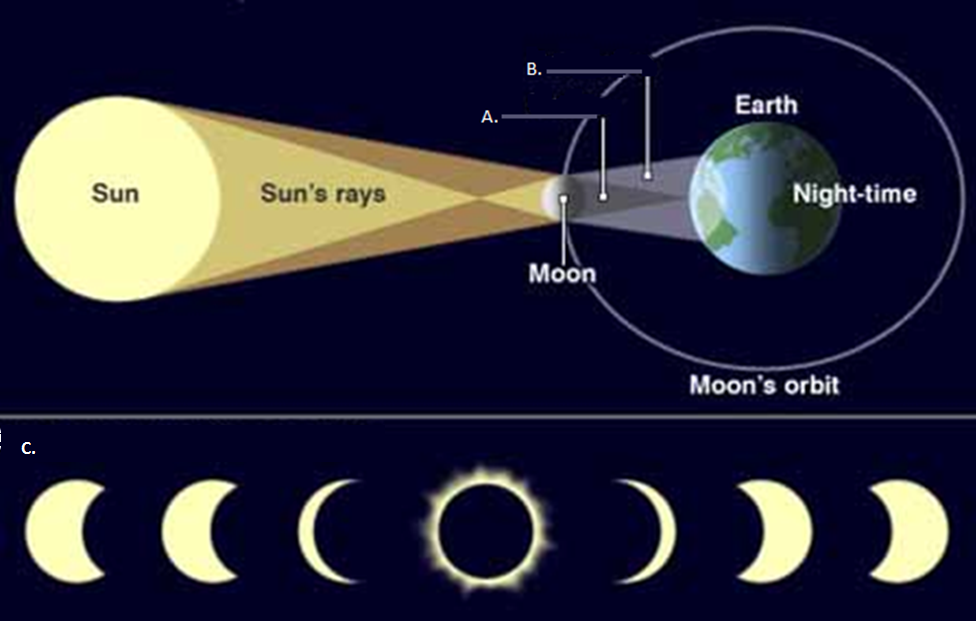 B.
A.
Earth
Sun
Sun's rays
Night-time
Moon
Moon's orbit
C.